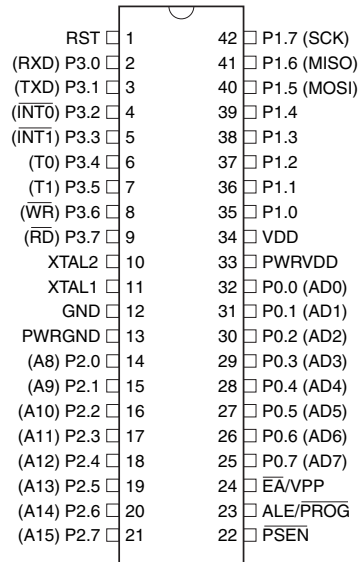 RST 1 42 P1.7 (SCK)
(RXD) P3.0 2 41 P1.6 (MISO)
(TXD) P3.1 3 40 P1.5 (MOSI)
(I̅N̅T̅0̅) P3.2 4 39 P1.4
(I̅N̅T̅1̅) P3.3 5 38 P1.3
(T0) P3.4 6 37 P1.2
(T1) P3.5 7 36 P1.1
(W̅R̅) P3.6 8 35 P1.0
(R̅D̅) P3.7 9 34 VDD
XTAL2 10 33 PWRVDD
XTAL1 11 32 P0.0 (AD0)
GND 12 31 P0.1 (AD1)
PWRGND 13 30 P0.2 (AD2)
(A8) P2.0 14 29 P0.3 (AD3)
(A9) P2.1 15 28 P0.4 (AD4)
(A10) P2.2 16 27 P0.5 (AD5)
(A11) P2.3 17 26 P0.6 (AD6)
(A12) P2.4 18 25 P0.7 (AD7)
(A13) P2.5 19 24 E̅A̅/VPP
(A14) P2.6 20 23 ALE/P̅R̅O̅G̅
(A15) P2.7 21 22 P̅S̅E̅N̅